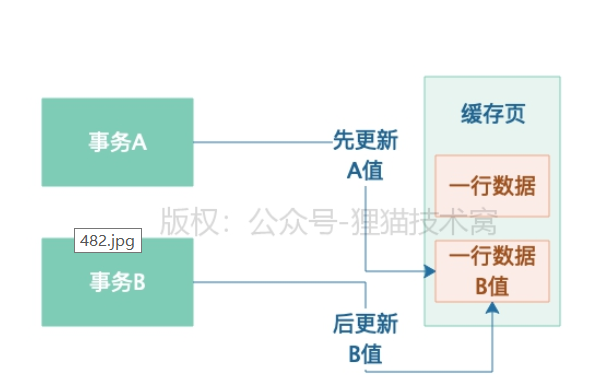 缓存页
事务A
先更新
A值
一行数据
版权：公众号-狸猫技术窝
482.jpg
事务B
一行数据
B值
后更新
B值